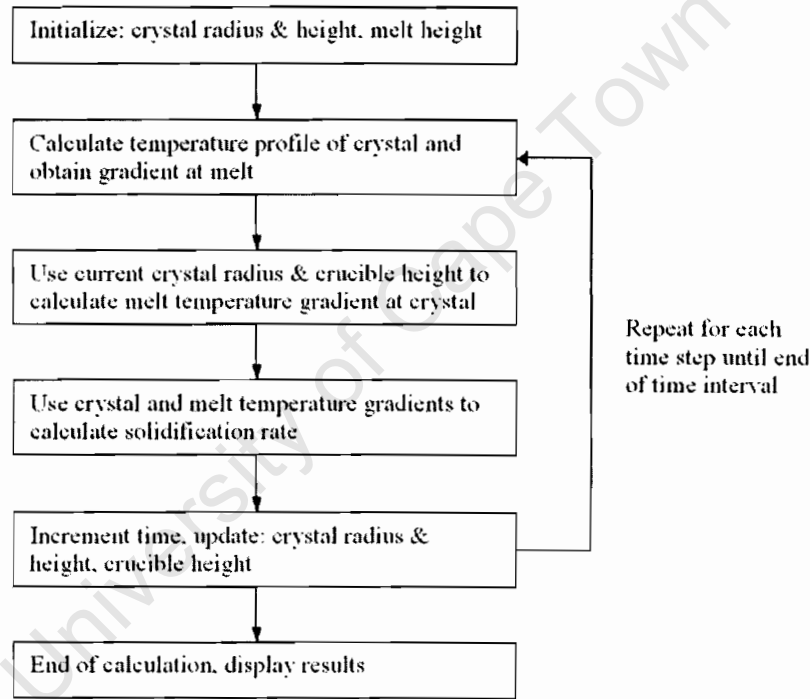 Initialize: crystal radius & height, melt height
Calculate temperature profile of crystal and
obtain gradient at melt
Use current crystal radius & crucible height to
calculate melt temperature gradient at crystal
Use crystal and melt temperature gradients to
calculate solidification rate
Increment time, update: crystal radius &
height, crucible height
End of calculation, display results
Repeat for each
time step until end
of time interval
University of Cape Town